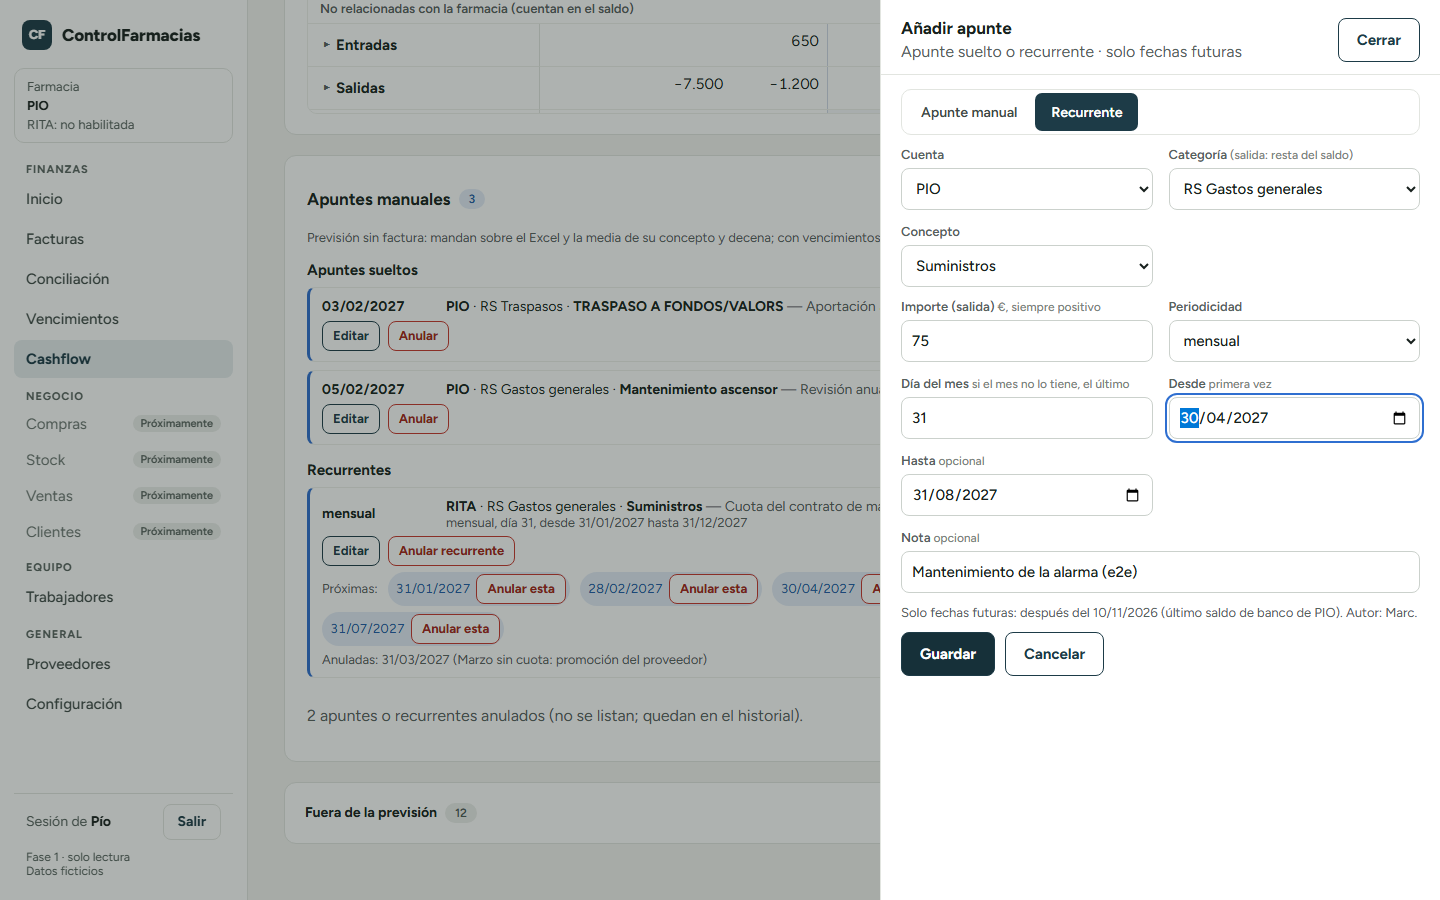 CF ControlFarmacias
Farmacia
PIO
RITA: no habilitada
FINANZAS
Inicio
Facturas
Conciliación
Vencimientos
Cashflow
NEGOCIO
Compras Próximamente
Stock Próximamente
Ventas Próximamente
Clientes Próximamente
EQUIPO
Trabajadores
GENERAL
Proveedores
Configuración
Sesión de Pío Salir
Fase 1 · solo lectura
Datos ficticios
No relacionadas con la farmacia (cuentan en el saldo)
▸ Entradas 650
▸ Salidas −7.500 −1.200
Apuntes manuales 3
Previsión sin factura: mandan sobre el Excel y la media de su concepto y decena; con vencimientos
Apuntes sueltos
03/02/2027 PIO · RS Traspasos · TRASPASO A FONDOS/VALORS — Aportación
Editar Anular
05/02/2027 PIO · RS Gastos generales · Mantenimiento ascensor — Revisión anua
Editar Anular
Recurrentes
mensual RITA · RS Gastos generales · Suministros — Cuota del contrato de ma
mensual, día 31, desde 31/01/2027 hasta 31/12/2027
Editar Anular recurrente
Próximas: 31/01/2027 Anular esta 28/02/2027 Anular esta 30/04/2027 A
31/07/2027 Anular esta
Anuladas: 31/03/2027 (Marzo sin cuota: promoción del proveedor)
2 apuntes o recurrentes anulados (no se listan; quedan en el historial).
Fuera de la previsión 12
Añadir apunte
Apunte suelto o recurrente · solo fechas futuras
Cerrar
Apunte manual Recurrente
Cuenta Categoría (salida: resta del saldo)
PIO RS Gastos generales
Concepto
Suministros
Importe (salida) €, siempre positivo Periodicidad
75 mensual
Día del mes si el mes no lo tiene, el último Desde primera vez
31 30/04/2027
Hasta opcional
31/08/2027
Nota opcional
Mantenimiento de la alarma (e2e)
Solo fechas futuras: después del 10/11/2026 (último saldo de banco de PIO). Autor: Marc.
Guardar Cancelar